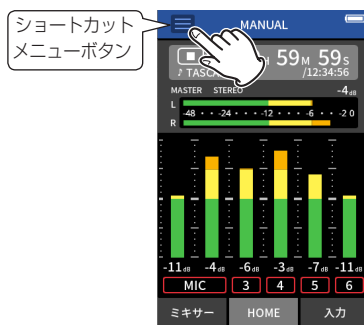 ショートカット
メニューボタン
MANUAL
59M 59s
♪ TASCA
/12:34:56
MASTER STEREO -4dB
L
-48 -24 -12 -6 -2 0
R
-11dB -4dB -6dB -3dB -7dB -11dB
MIC 3 4 5 6
ミキサー HOME 入力